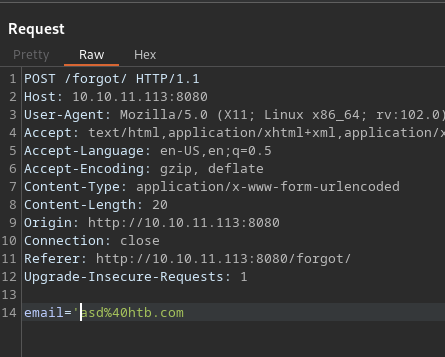 Request
Pretty Raw Hex
1 POST /forgot/ HTTP/1.1
2 Host: 10.10.11.113:8080
3 User-Agent: Mozilla/5.0 (X11; Linux x86_64; rv:102.0)
4 Accept: text/html,application/xhtml+xml,application/x
5 Accept-Language: en-US,en;q=0.5
6 Accept-Encoding: gzip, deflate
7 Content-Type: application/x-www-form-urlencoded
8 Content-Length: 20
9 Origin: http://10.10.11.113:8080
10 Connection: close
11 Referer: http://10.10.11.113:8080/forgot/
12 Upgrade-Insecure-Requests: 1
13
14 email='asd%40htb.com